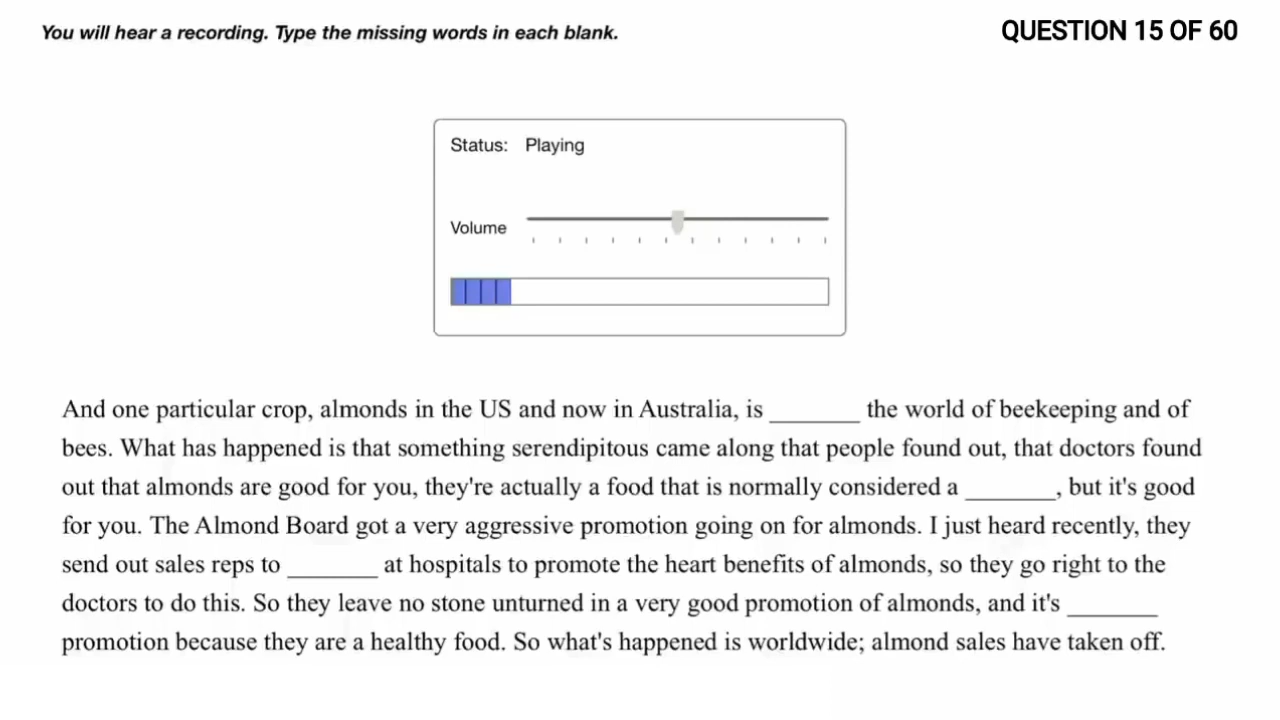 You will hear a recording. Type the missing words in each blank.
QUESTION 15 OF 60
Status: Playing
Volume
And one particular crop, almonds in the US and now in Australia, is _______ the world of beekeeping and of
bees. What has happened is that something serendipitous came along that people found out, that doctors found
out that almonds are good for you, they're actually a food that is normally considered a _______, but it's good
for you. The Almond Board got a very aggressive promotion going on for almonds. I just heard recently, they
send out sales reps to _______ at hospitals to promote the heart benefits of almonds, so they go right to the
doctors to do this. So they leave no stone unturned in a very good promotion of almonds, and it's _______
promotion because they are a healthy food. So what's happened is worldwide; almond sales have taken off.